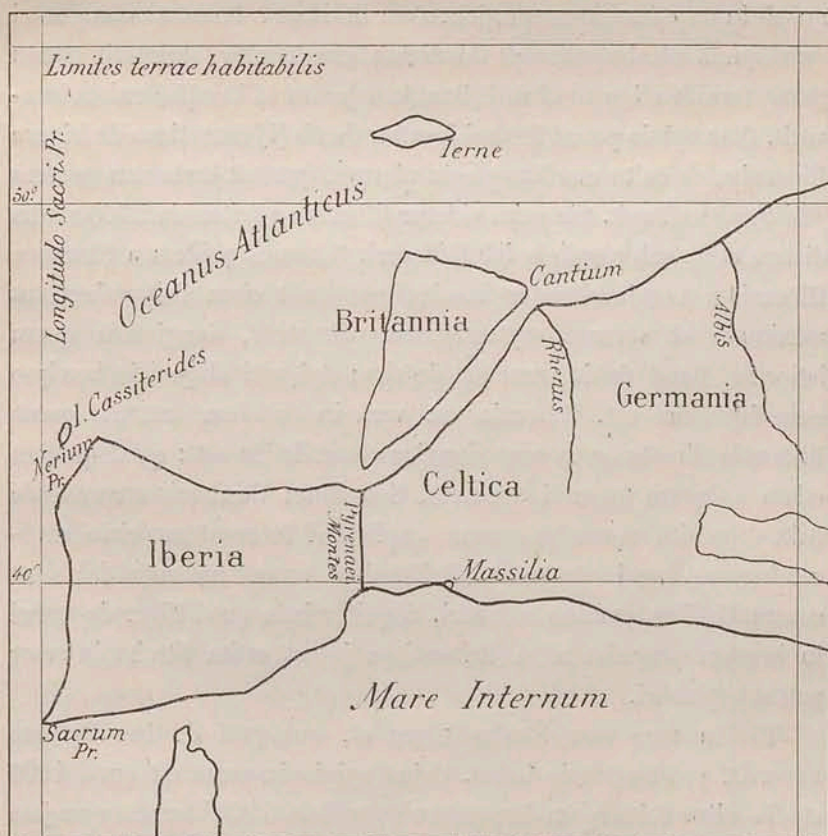 Limites terrae habitabilis
Ierne
50°
Longitudo Sacri Pr.
Oceanus Atlanticus
Cantium
Britannia
Albis
Rhenus
I. Cassiterides
Germania
Nerium
Pr.
Celtica
Pyrenaei
Montes
Iberia
Massilia
40°
Mare Internum
Sacrum
Pr.